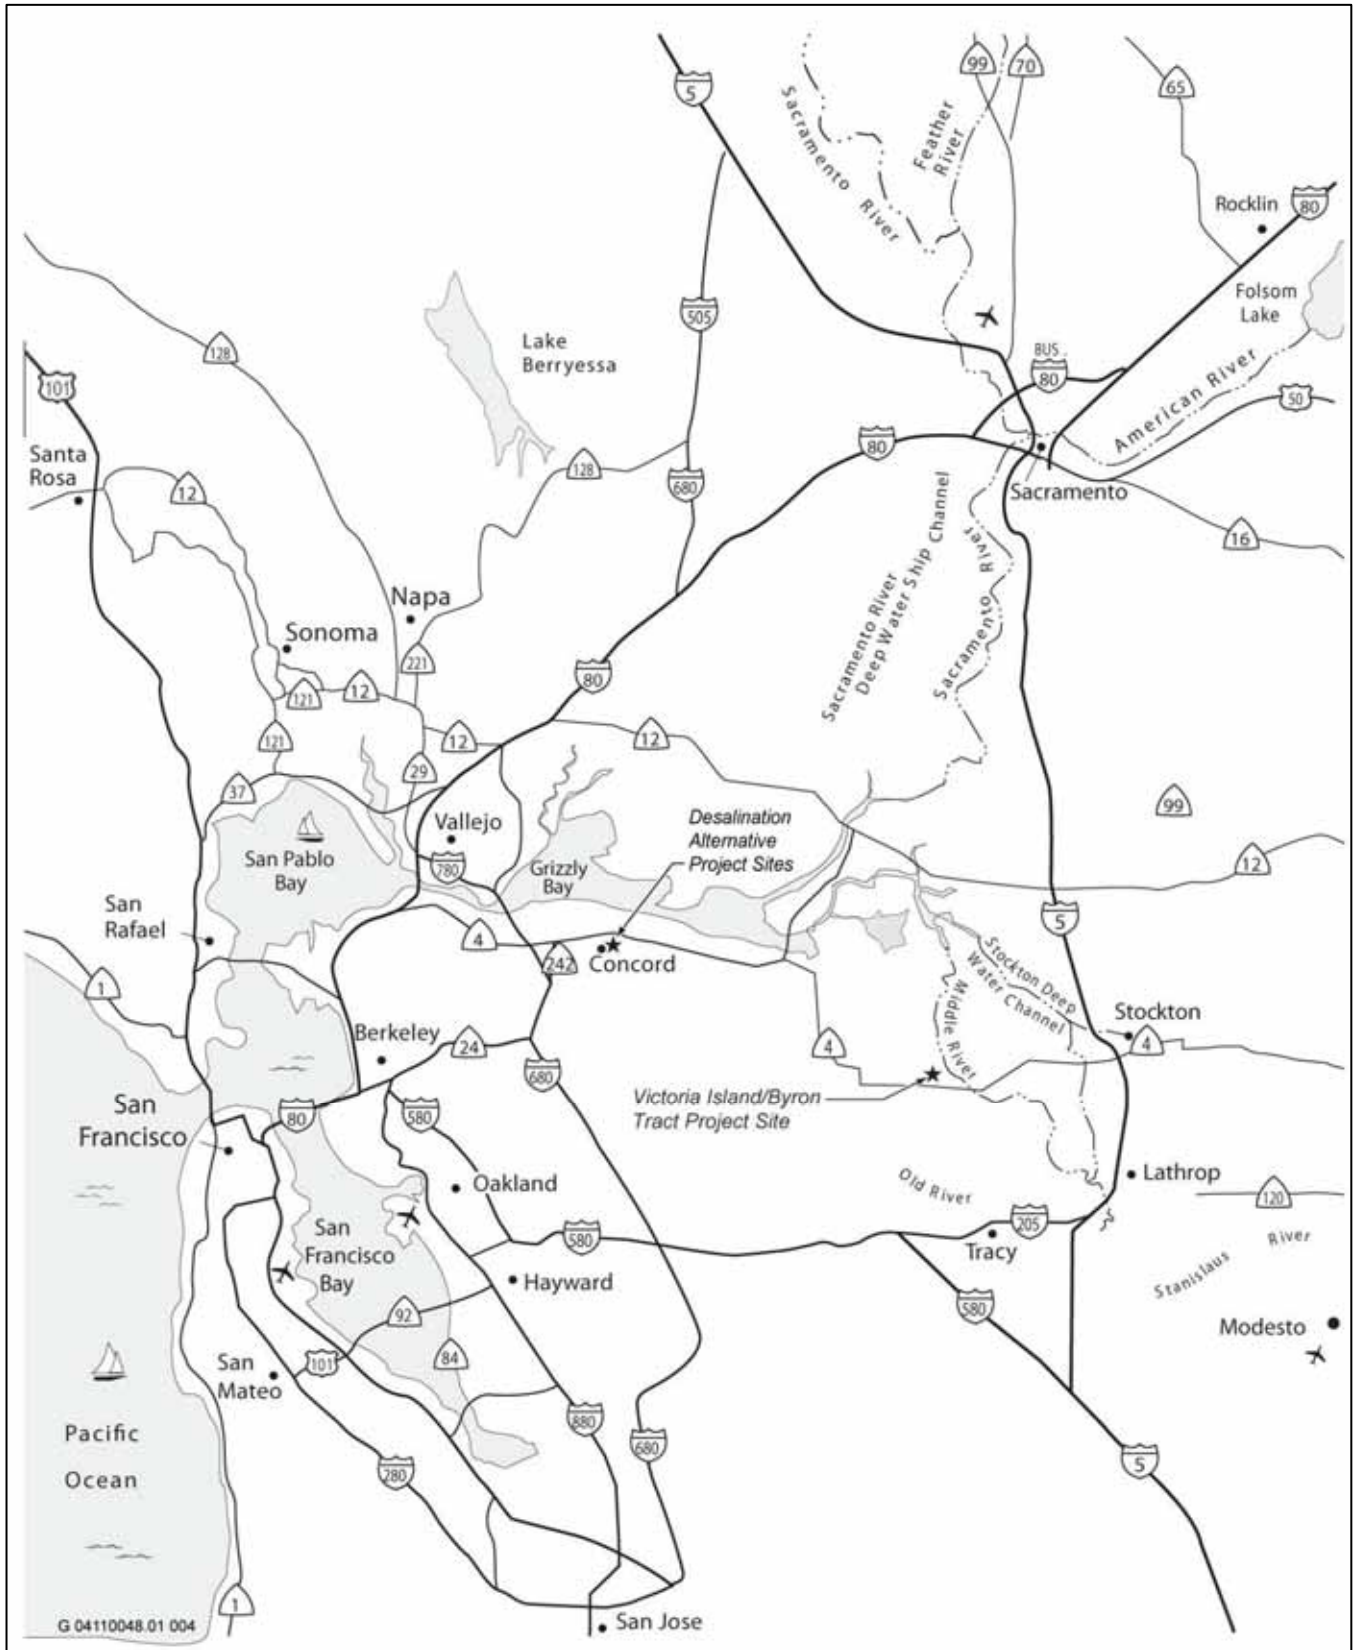 5
99
70
65
Sacramento River
Feather
River
Rocklin
80
Folsom
Lake
505
Lake
Berryessa
128
101
BUS.
80
50
American River
Santa
Rosa
12
128
680
80
Sacramento
16
Sacramento River
Deep Water Ship Channel
Sacramento River
Napa
Sonoma
221
80
121
12
121
12
12
29
37
99
Desalination
Alternative
Project Sites
Vallejo
780
San Pablo
Bay
Grizzly
Bay
12
San
Rafael
4
242
Concord
5
1
Stockton Deep
Water Channel
Middle River
Stockton
4
4
Berkeley
24
680
Victoria Island/Byron
Tract Project Site
San
Francisco
80
580
Oakland
Old River
Lathrop
120
San
Francisco
Bay
580
205
Tracy
Stanislaus River
Hayward
580
Modesto
92
84
101
San
Mateo
Pacific
Ocean
880
680
280
5
1
G 04110048.01 004
San Jose